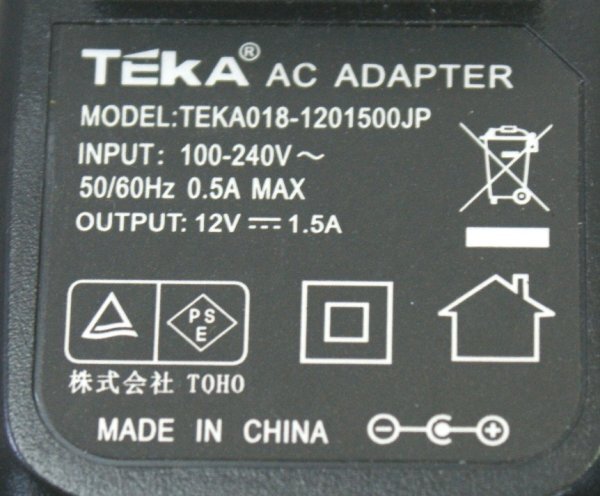 TEKA® AC ADAPTER
MODEL:TEKA018-1201500JP
INPUT: 100-240V～
50/60Hz 0.5A MAX
OUTPUT: 12V⎓1.5A
PS
E
株式会社 TOHO
MADE IN CHINA